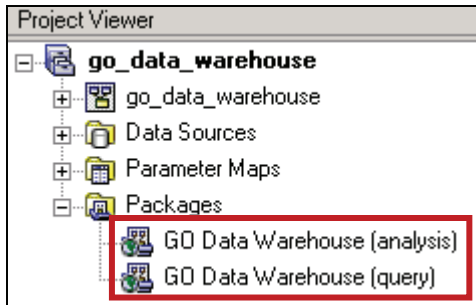 Project Viewer
go_data_warehouse
go_data_warehouse
Data Sources
Parameter Maps
Packages
GO Data Warehouse (analysis)
GO Data Warehouse (query)